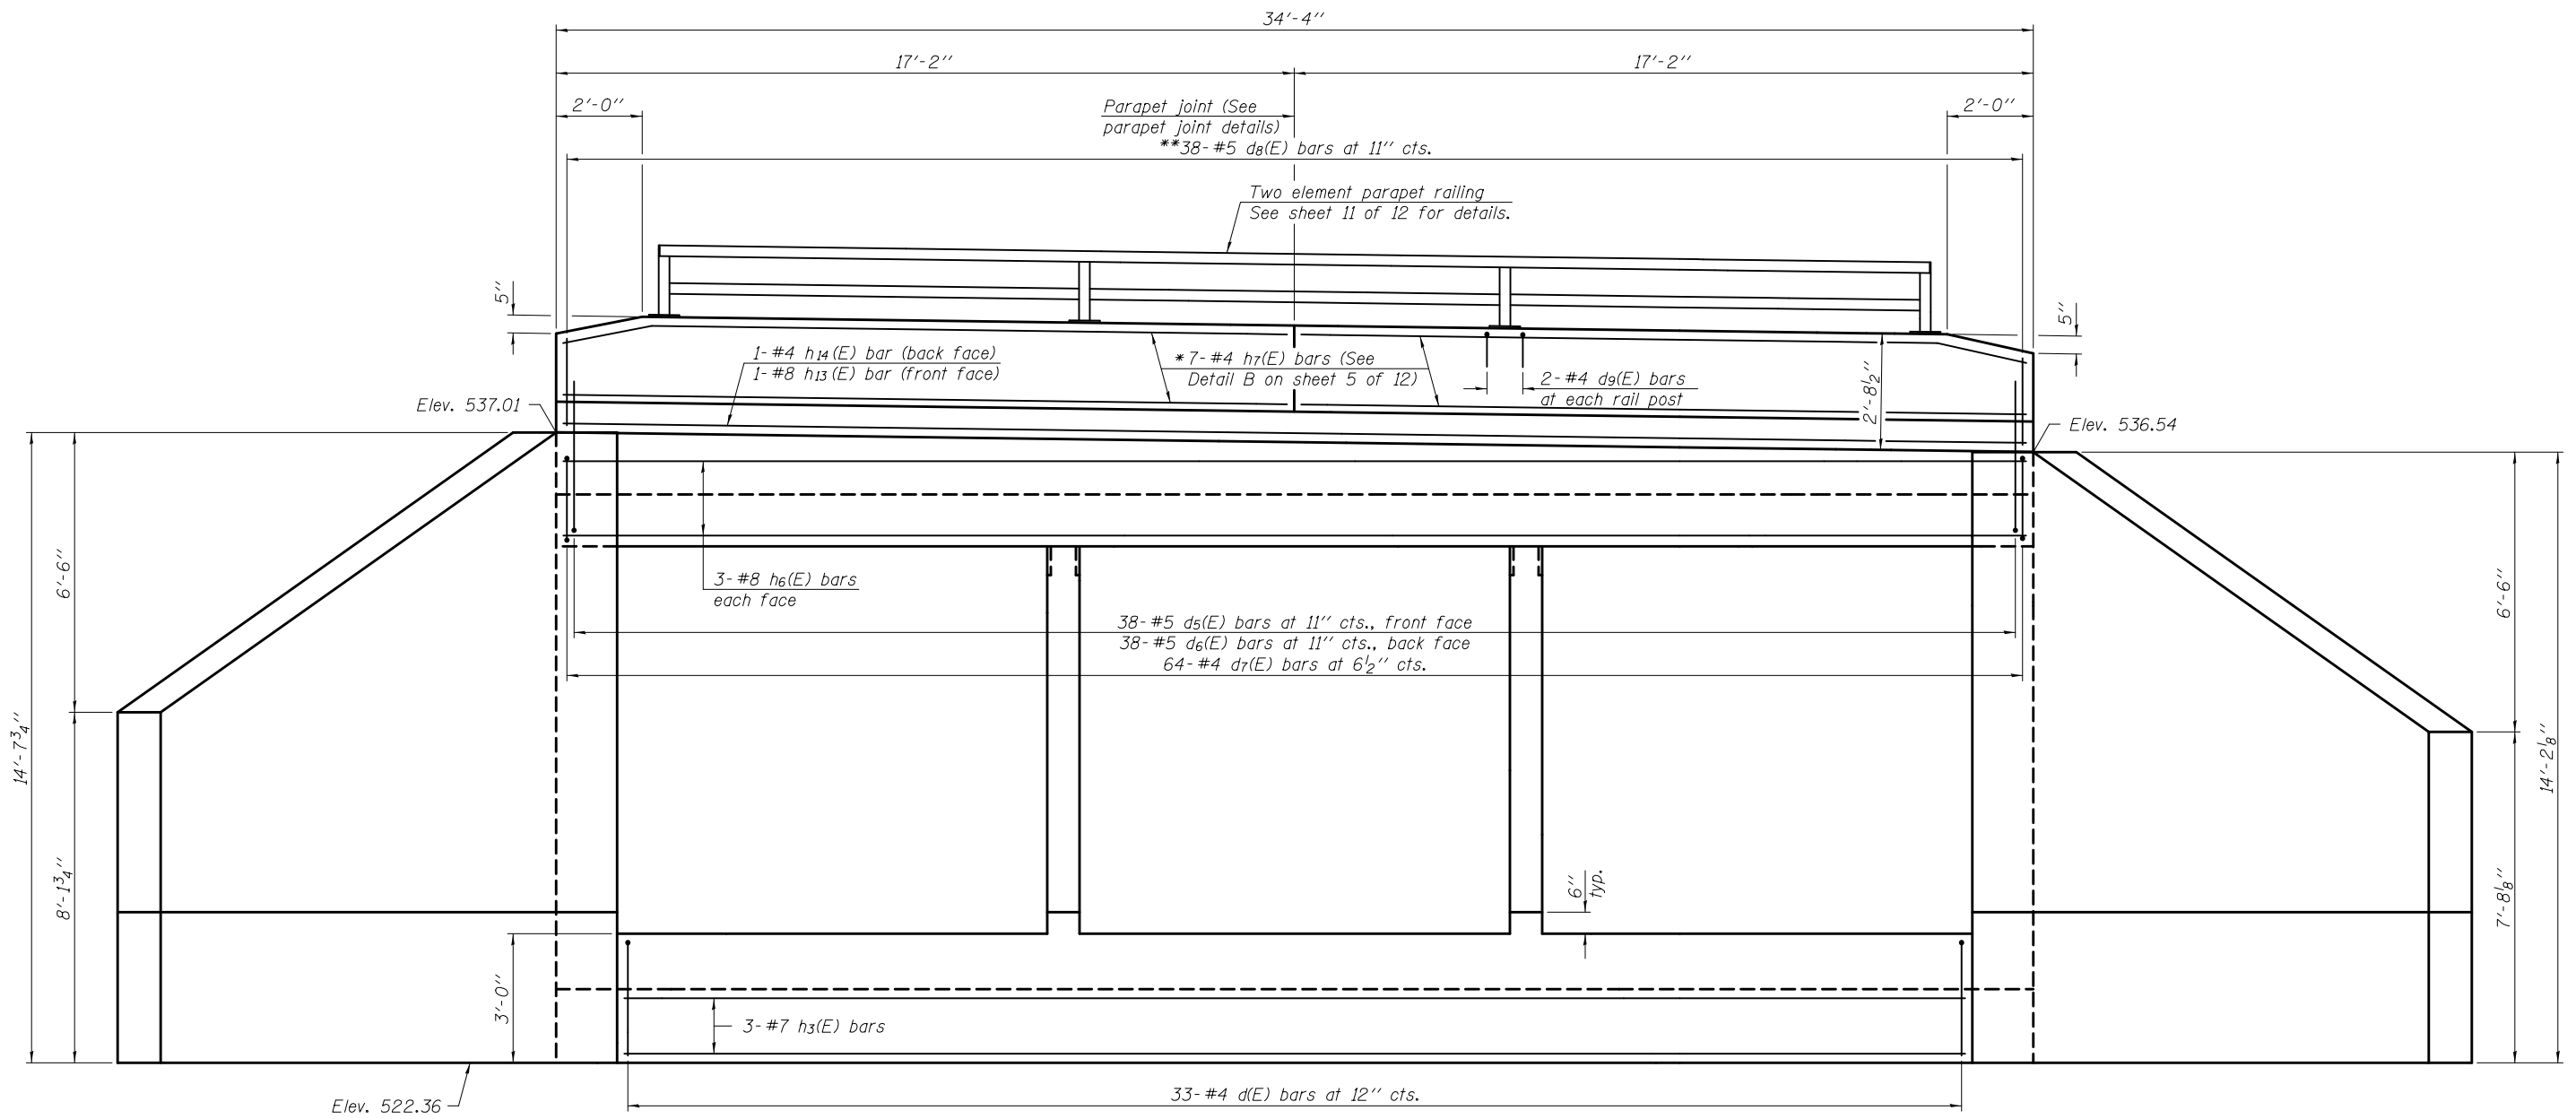 34'-4"
17'-2"
17'-2"
2'-0"
2'-0"
Parapet joint (See
parapet joint details)
**38-#5 d8(E) bars at 11" cts.
Two element parapet railing
See sheet 11 of 12 for details.
5"
5"
1-#4 h14(E) bar (back face)
1-#8 h13(E) bar (front face)
*7-#4 h7(E) bars (See
Detail B on sheet 5 of 12)
2-#4 d9(E) bars
at each rail post
2'-8½"
Elev. 537.01
Elev. 536.54
6'-6"
6'-6"
3-#8 h6(E) bars
each face
38-#5 d5(E) bars at 11" cts., front face
38-#5 d6(E) bars at 11" cts., back face
64-#4 d7(E) bars at 6½" cts.
14'-7¾"
8'-1¾"
14'-2⅛"
7'-8⅛"
6"
typ.
3'-0"
3-#7 h3(E) bars
33-#4 d(E) bars at 12" cts.
Elev. 522.36